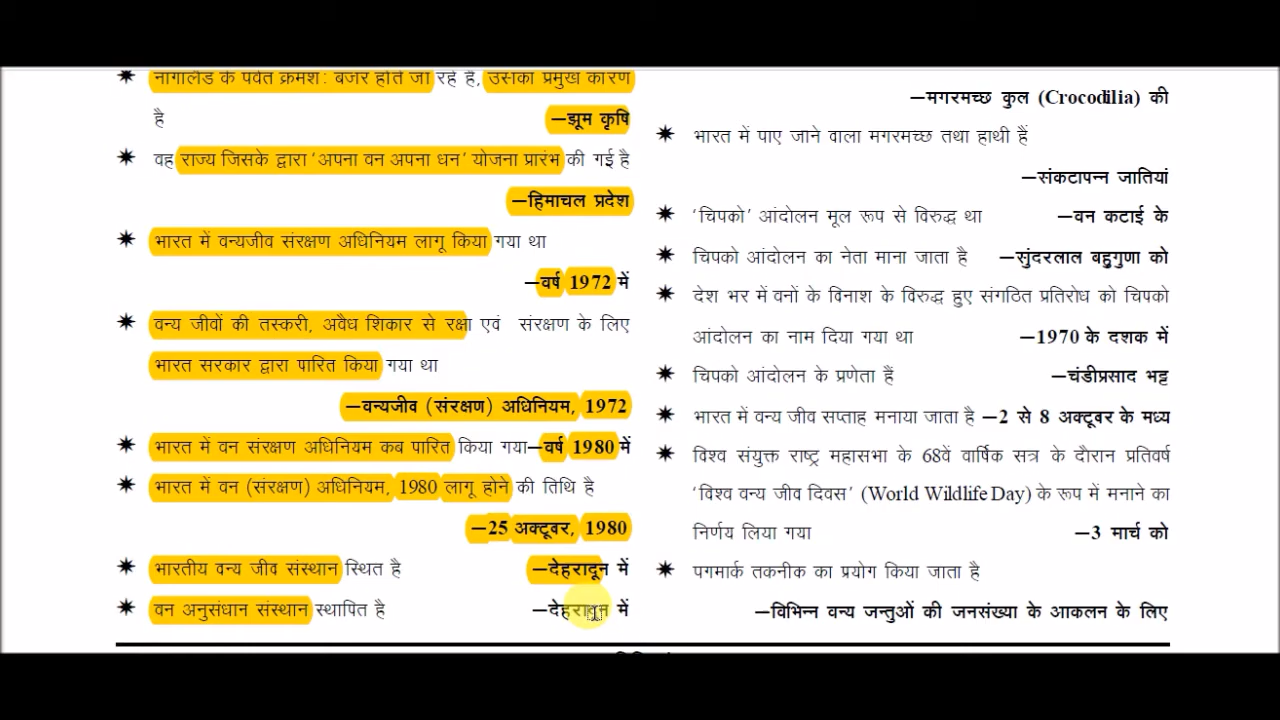 नागालैंड के पर्वत क्रमश: बंजर होते जा रहे हैं, उसका प्रमुख कारण
है —झूम कृषि
✷ वह राज्य जिसके द्वारा 'अपना वन अपना धन' योजना प्रारंभ की गई है
—हिमाचल प्रदेश
✷ भारत में वन्यजीव संरक्षण अधिनियम लागू किया गया था
—वर्ष 1972 में
✷ वन्य जीवों की तस्करी, अवैध शिकार से रक्षा एवं संरक्षण के लिए
भारत सरकार द्वारा पारित किया गया था
—वन्यजीव (संरक्षण) अधिनियम, 1972
✷ भारत में वन संरक्षण अधिनियम कब पारित किया गया—वर्ष 1980 में
✷ भारत में वन (संरक्षण) अधिनियम, 1980 लागू होने की तिथि है
—25 अक्टूबर, 1980
✷ भारतीय वन्य जीव संस्थान स्थित है —देहरादून में
✷ वन अनुसंधान संस्थान स्थापित है —देहरादून में
—मगरमच्छ कुल (Crocodilia) की
✷ भारत में पाए जाने वाला मगरमच्छ तथा हाथी हैं
—संकटापन्न जातियां
✷ 'चिपको' आंदोलन मूल रूप से विरुद्ध था —वन कटाई के
✷ चिपको आंदोलन का नेता माना जाता है —सुंदरलाल बहुगुणा को
✷ देश भर में वनों के विनाश के विरुद्ध हुए संगठित प्रतिरोध को चिपको
आंदोलन का नाम दिया गया था —1970 के दशक में
✷ चिपको आंदोलन के प्रणेता हैं —चंडीप्रसाद भट्ट
✷ भारत में वन्य जीव सप्ताह मनाया जाता है —2 से 8 अक्टूबर के मध्य
✷ विश्व संयुक्त राष्ट्र महासभा के 68वें वार्षिक सत्र के दौरान प्रतिवर्ष
'विश्व वन्य जीव दिवस' (World Wildlife Day) के रूप में मनाने का
निर्णय लिया गया —3 मार्च को
✷ पगमार्क तकनीक का प्रयोग किया जाता है
—विभिन्न वन्य जन्तुओं की जनसंख्या के आकलन के लिए